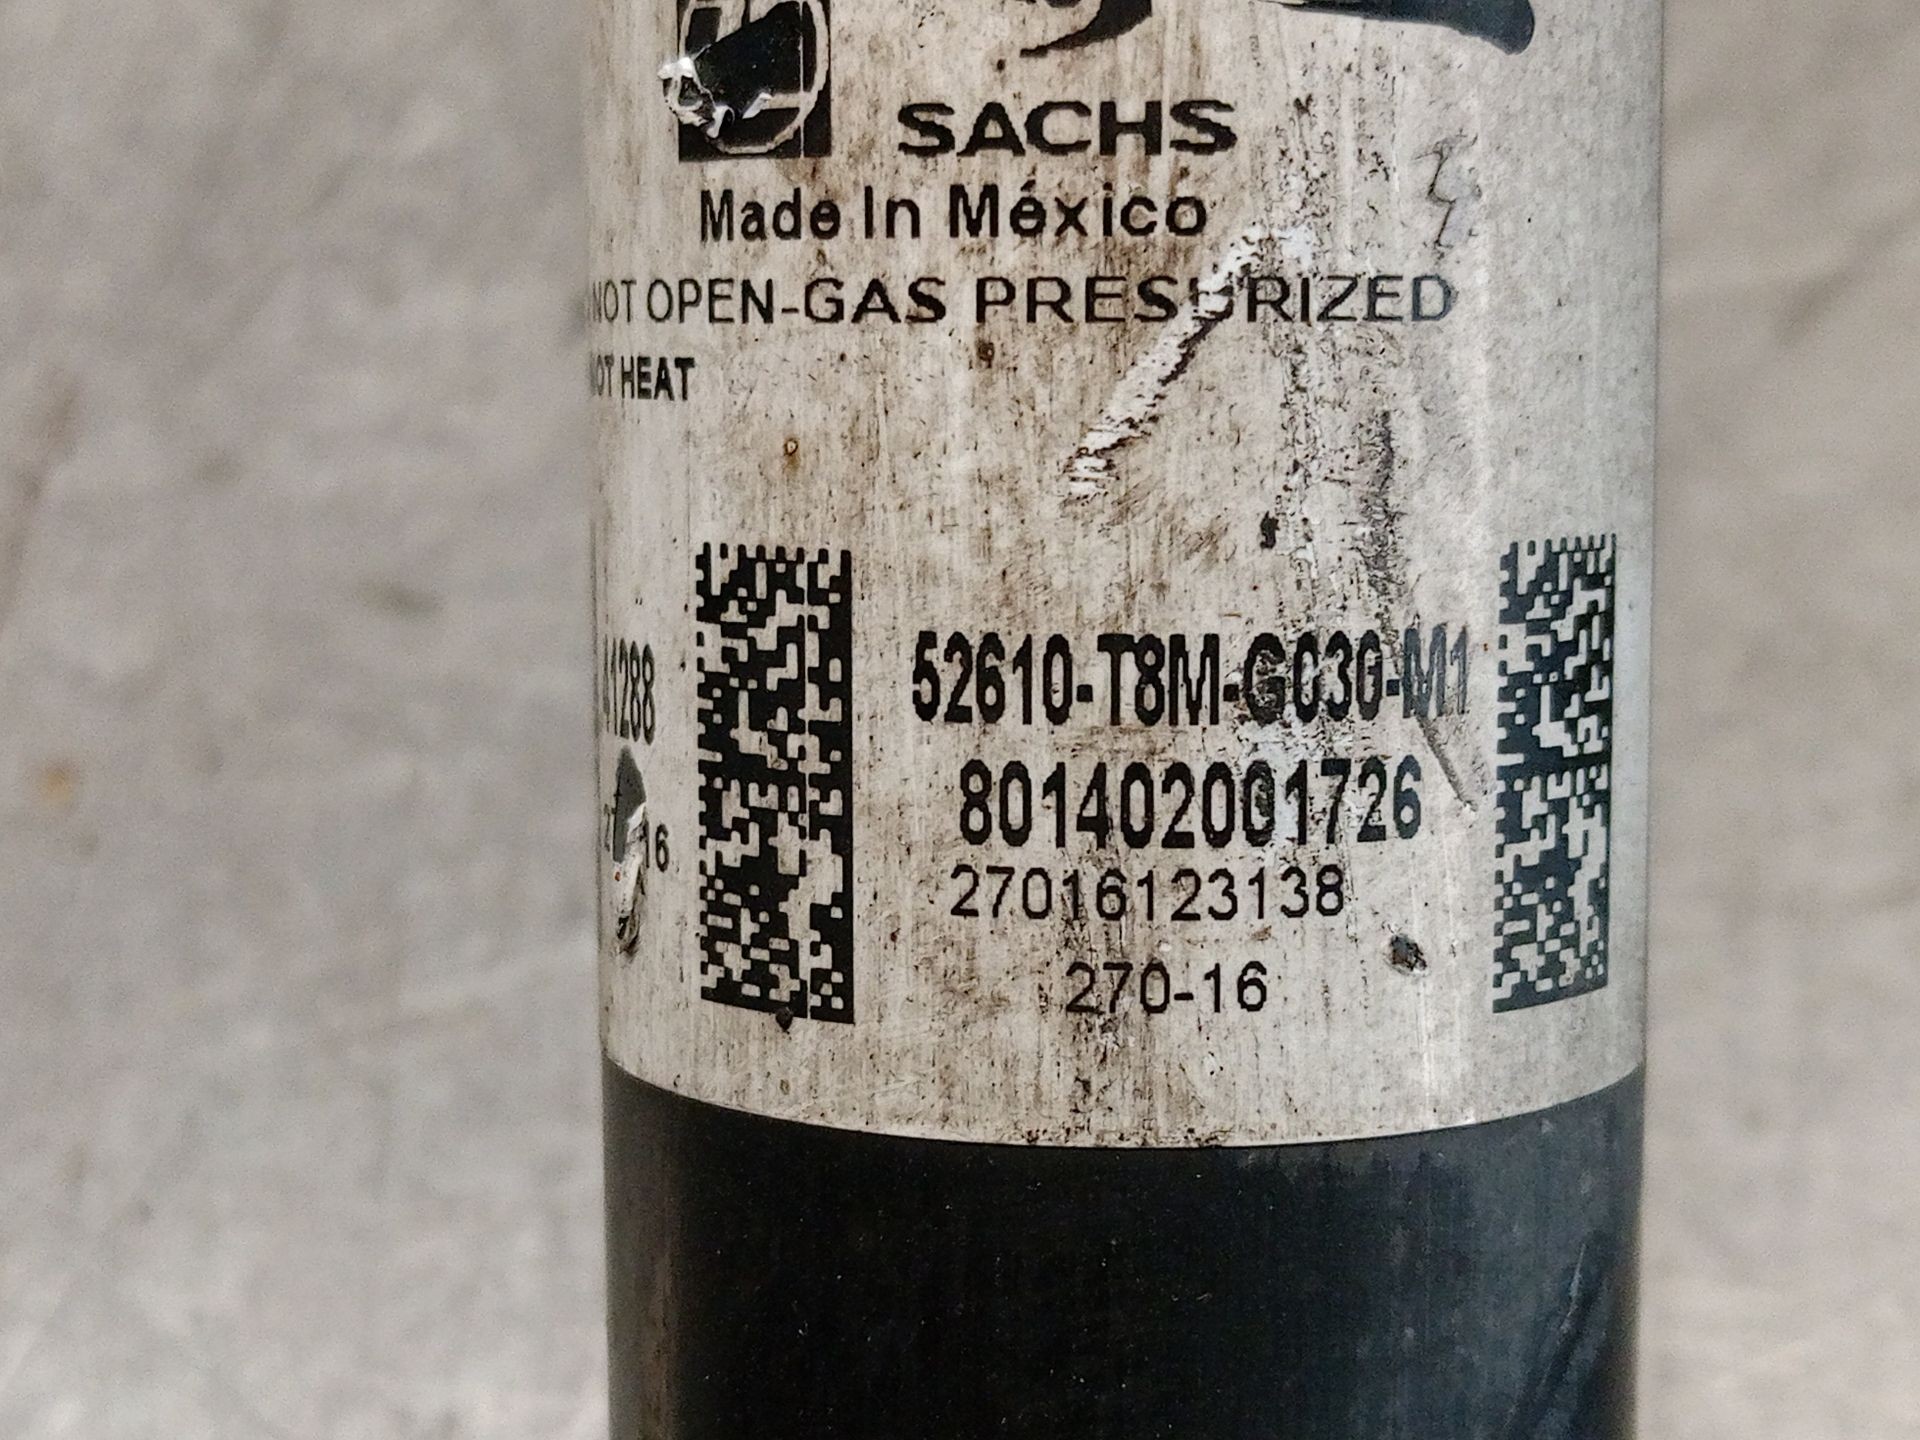 SACHS
Made In México
NOT OPEN-GAS PRESSURIZED
NOT HEAT
41288
52610-T8M-G030-M1
801402001726
16
27016123138
270-16